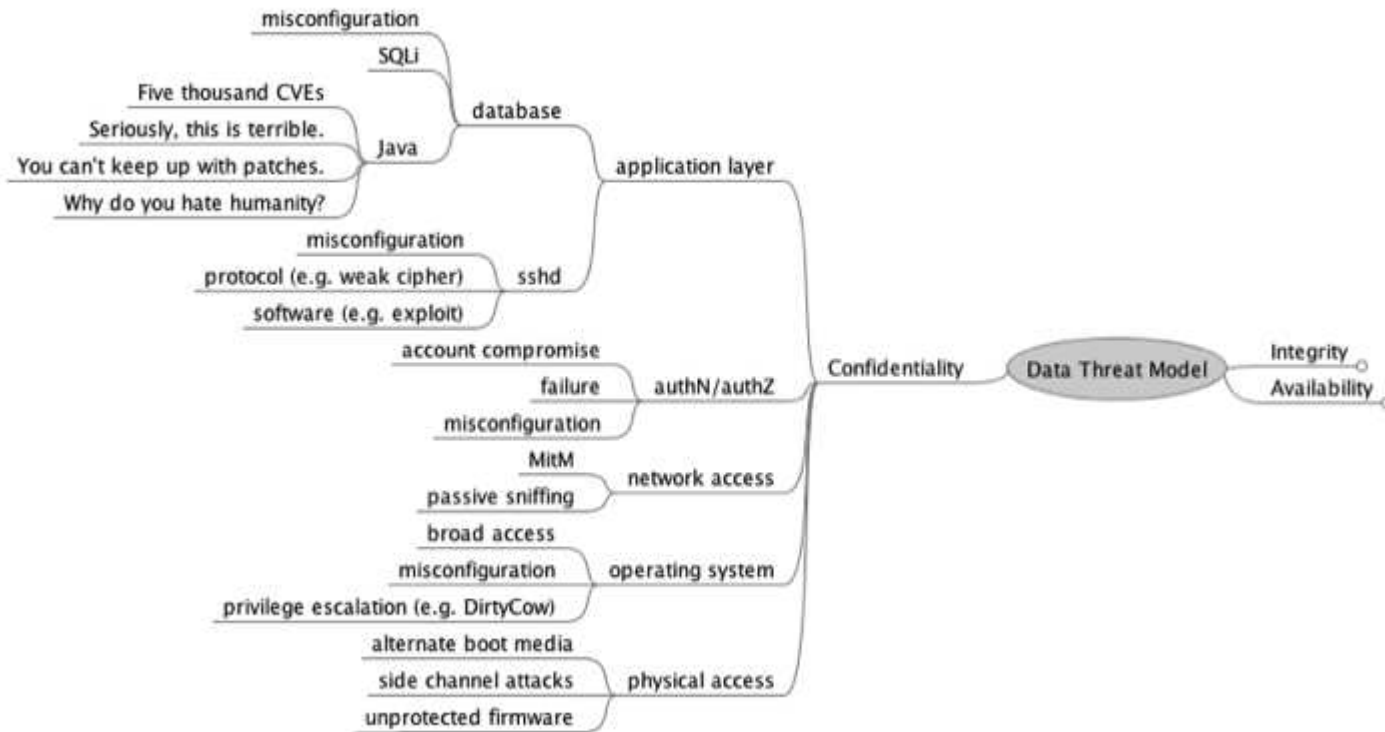 misconfiguration
SQLi
Five thousand CVEs
Seriously, this is terrible.
You can't keep up with patches.
Why do you hate humanity?
Java
database
application layer
misconfiguration
protocol (e.g. weak cipher)
software (e.g. exploit)
sshd
account compromise
failure
misconfiguration
authN/authZ
Confidentiality
Data Threat Model
Integrity
Availability
MitM
passive sniffing
network access
broad access
misconfiguration
privilege escalation (e.g. DirtyCow)
operating system
alternate boot media
side channel attacks
unprotected firmware
physical access